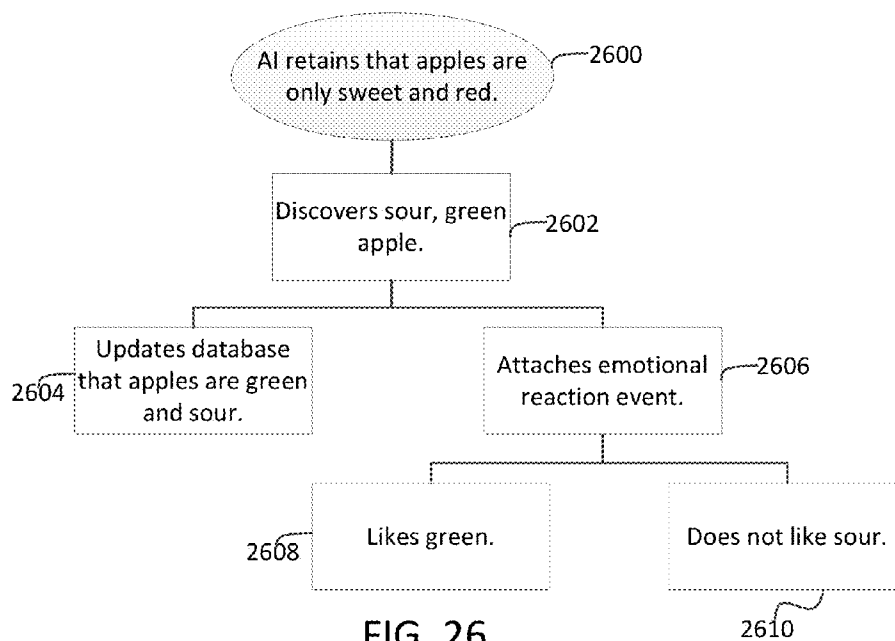 AI retains that apples are
only sweet and red.
2600
Discovers sour, green
apple.
2602
Updates database
that apples are green
and sour.
2604
Attaches emotional
reaction event.
2606
Likes green.
2608
Does not like sour.
2610
FIG. 26